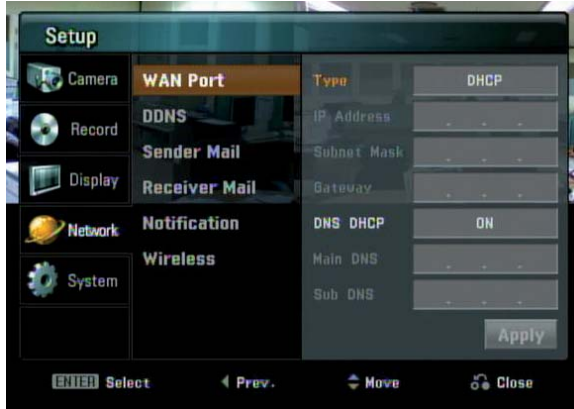 Setup
Camera
Record
Display
Network
System
WAN Port
DDNS
Sender Mail
Receiver Mail
Notification
Wireless
Type DHCP
IP Address . . .
Subnet Mask . . .
Gateway . . .
DNS DHCP ON
Main DNS . . .
Sub DNS . . .
Apply
ENTER Select Prev. Move Close